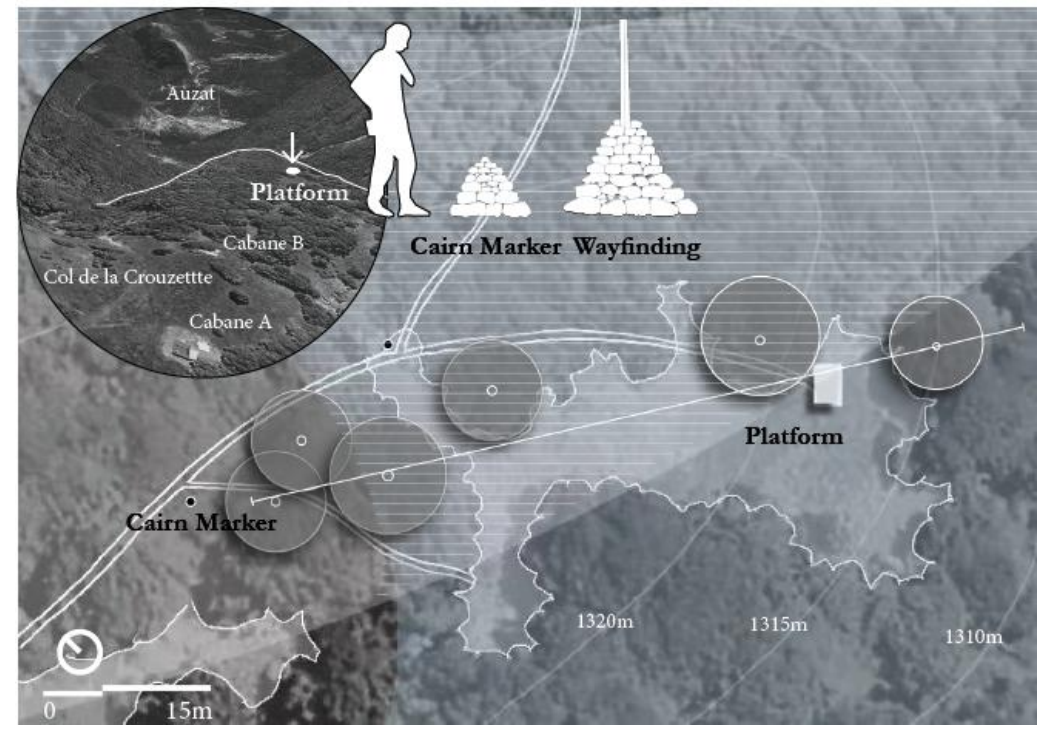 Auzat
Platform
Cabane B
Col de la Crouzettte
Cabane A
Cairn Marker
Wayfinding
Platform
Cairn Marker
1320m
1315m
1310m
0
15m